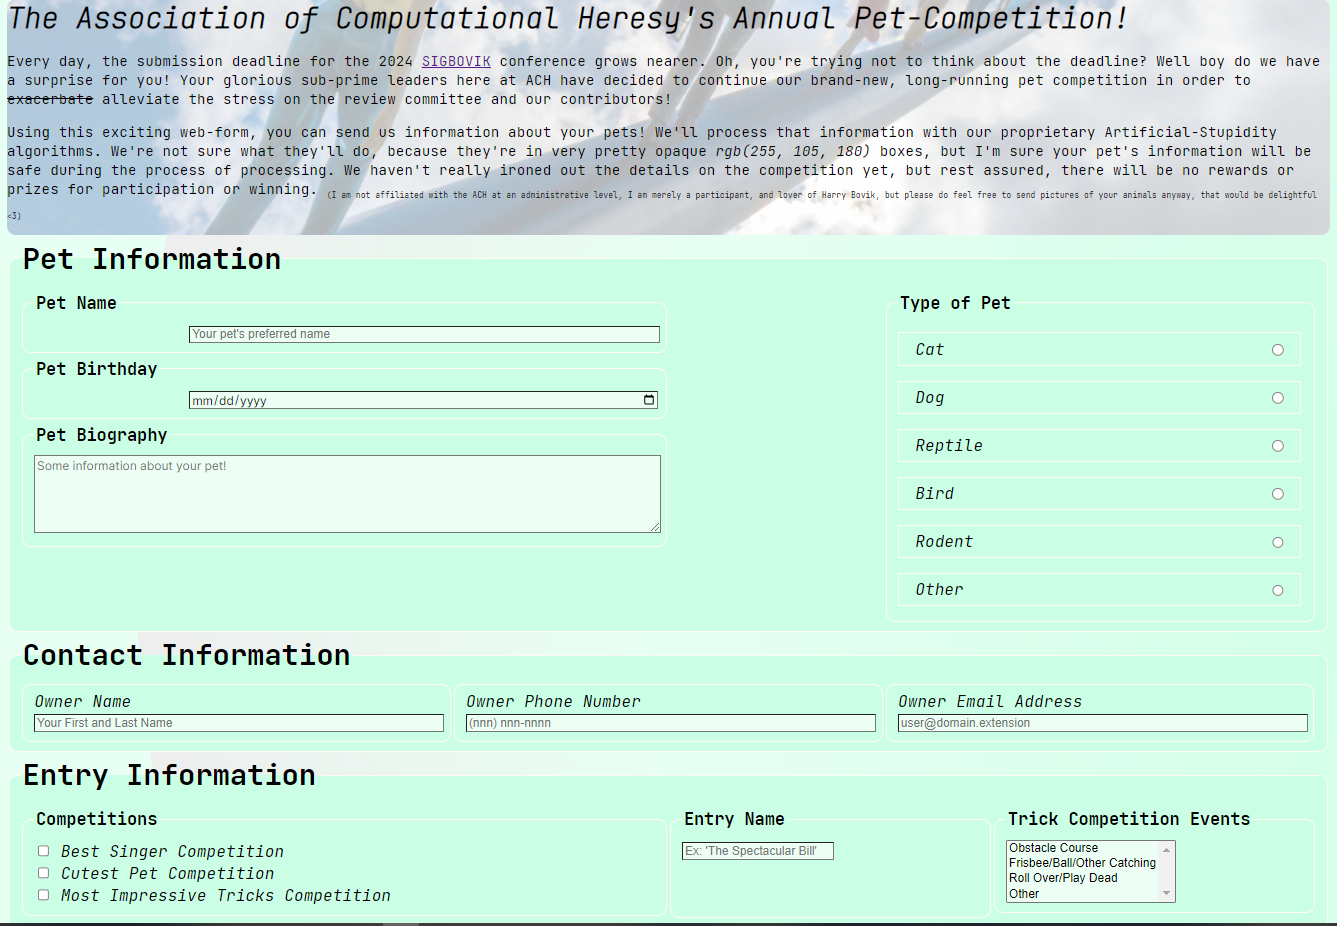 The Association of Computational Heresy's Annual Pet-Competition!
Every day, the submission deadline for the 2024 SIGBOVIK conference grows nearer. Oh, you're trying not to think about the deadline? Well boy do we have
a surprise for you! Your glorious sub-prime leaders here at ACH have decided to continue our brand-new, long-running pet competition in order to
exacerbate alleviate the stress on the review committee and our contributors!
Using this exciting web-form, you can send us information about your pets! We'll process that information with our proprietary Artificial-Stupidity
algorithms. We're not sure what they'll do, because they're in very pretty opaque rgb(255, 105, 180) boxes, but I'm sure your pet's information will be
safe during the process of processing. We haven't really ironed out the details on the competition yet, but rest assured, there will be no rewards or
prizes for participation or winning. (I am not affiliated with the ACH at an administrative level, I am merely a participant, and lover of Harry Bovik, but please do feel free to send pictures of your animals anyway, that would be delightful
<3)
Pet Information
Pet Name
Your pet's preferred name
Pet Birthday
mm/dd/yyyy
Pet Biography
Some information about your pet!
Type of Pet
Cat
Dog
Reptile
Bird
Rodent
Other
Contact Information
Owner Name
Your First and Last Name
Owner Phone Number
(nnn) nnn-nnnn
Owner Email Address
user@domain.extension
Entry Information
Competitions
Best Singer Competition
Cutest Pet Competition
Most Impressive Tricks Competition
Entry Name
Ex: 'The Spectacular Bill'
Trick Competition Events
Obstacle Course
Frisbee/Ball/Other Catching
Roll Over/Play Dead
Other